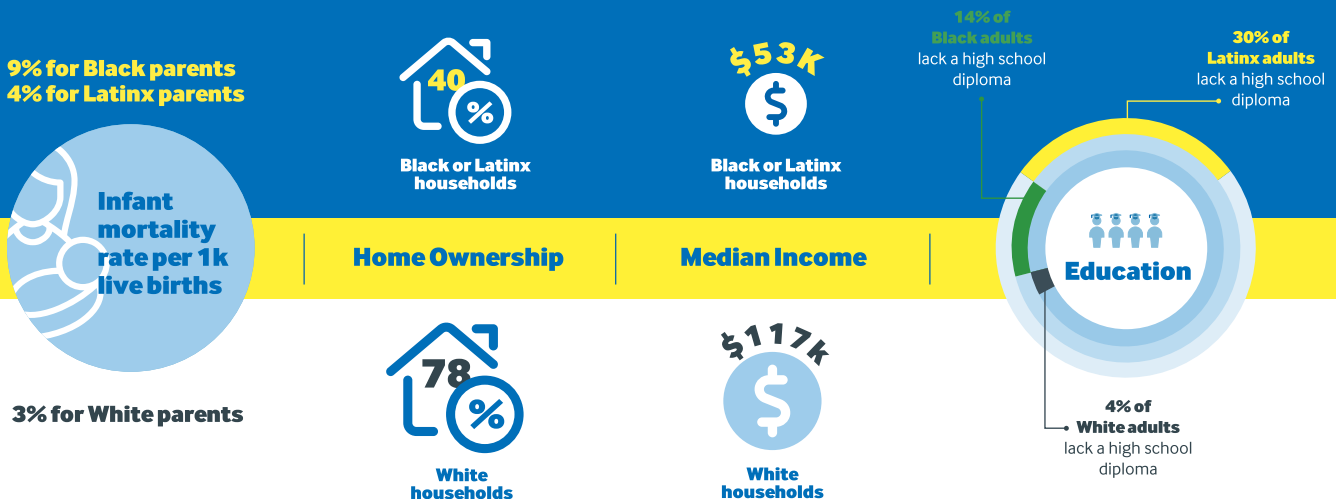 9% for Black parents
4% for Latinx parents
Infant
mortality
rate per 1k
live births
3% for White parents
40
%
Black or Latinx
households
Home Ownership
78
%
White
households
$53K
$
Black or Latinx
households
Median Income
$117k
$
White
households
14% of
Black adults
lack a high school
diploma
30% of
Latinx adults
lack a high school
diploma
Education
4% of
White adults
lack a high school
diploma